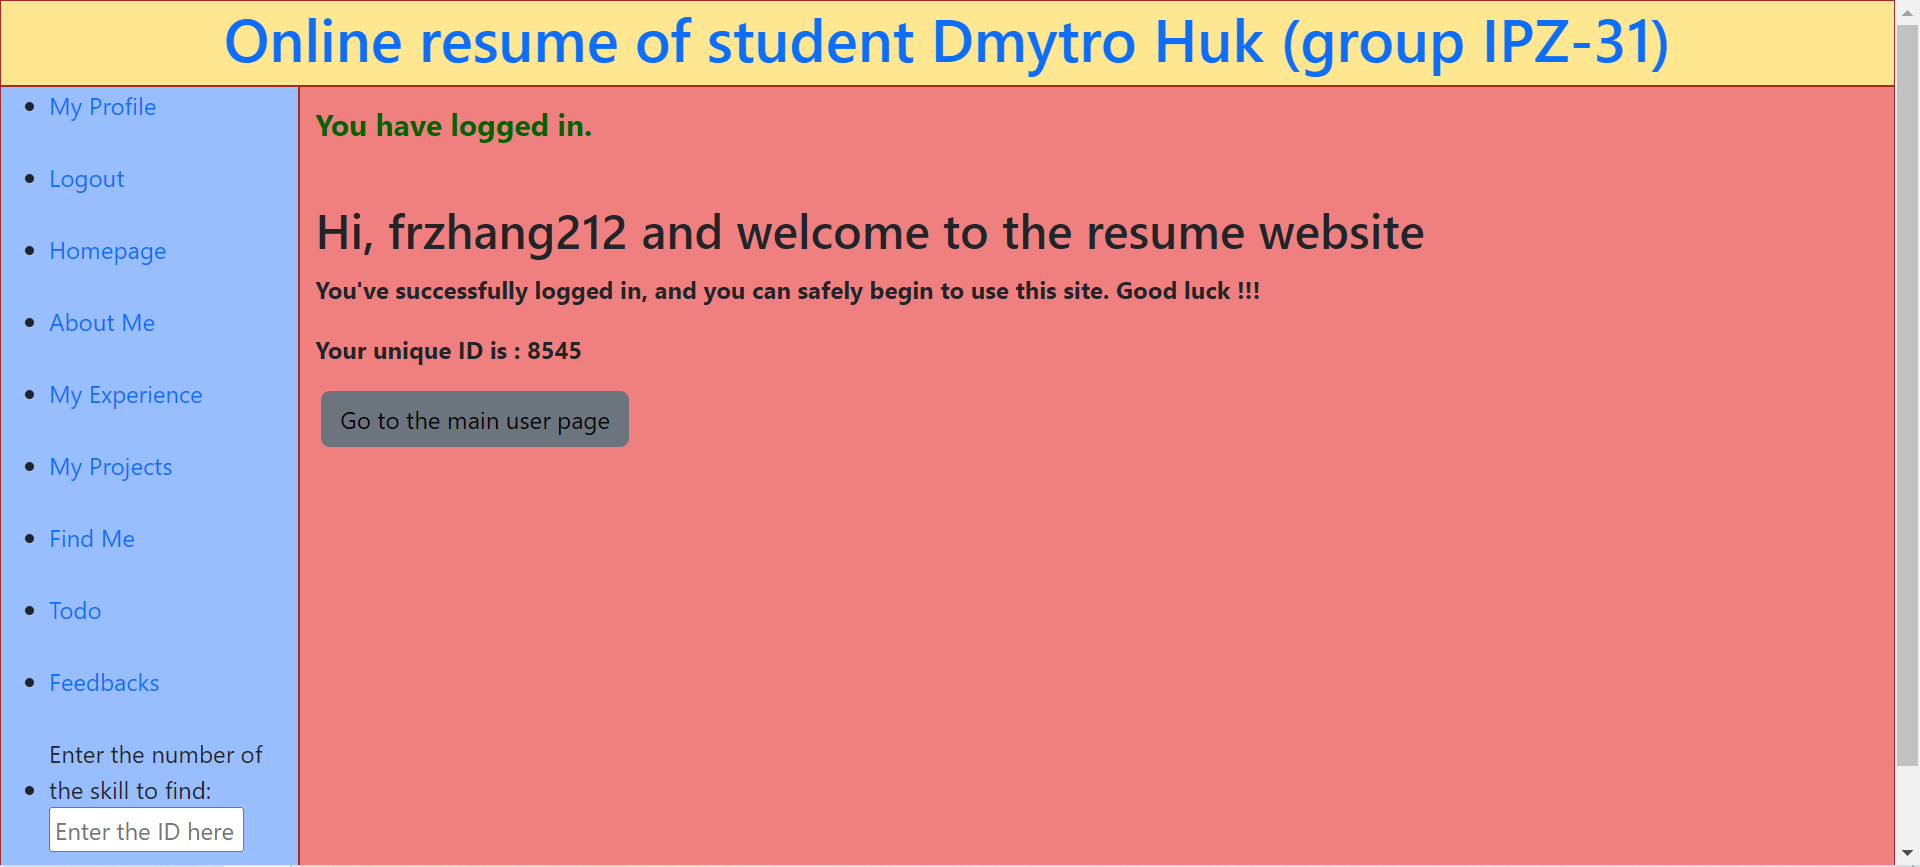 Online resume of student Dmytro Huk (group IPZ-31)
My Profile
Logout
Homepage
About Me
My Experience
My Projects
Find Me
Todo
Feedbacks
Enter the number of
the skill to find:
Enter the ID here
You have logged in.
Hi, frzhang212 and welcome to the resume website
You've successfully logged in, and you can safely begin to use this site. Good luck !!!
Your unique ID is : 8545
Go to the main user page